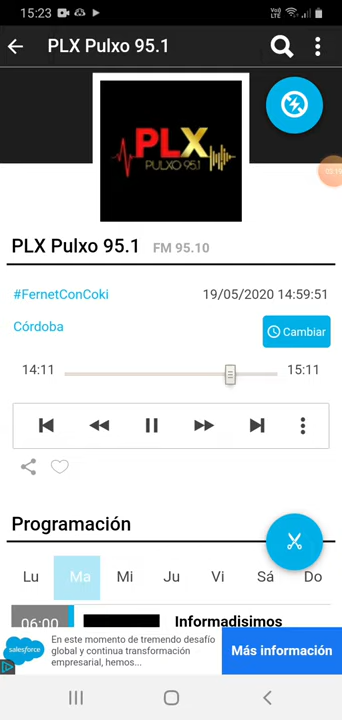 15:23
PLX Pulxo 95.1
PLX
PULXO 95.1
PLX Pulxo 95.1 FM 95.10
#FernetConCoki 19/05/2020 14:59:51
Córdoba
Cambiar
14:11 15:11
Programación
Lu Ma Mi Ju Vi Sá Do
06:00 Informadisimos
salesforce
En este momento de tremendo desafío
global y continua transformación
empresarial, hemos...
Más información